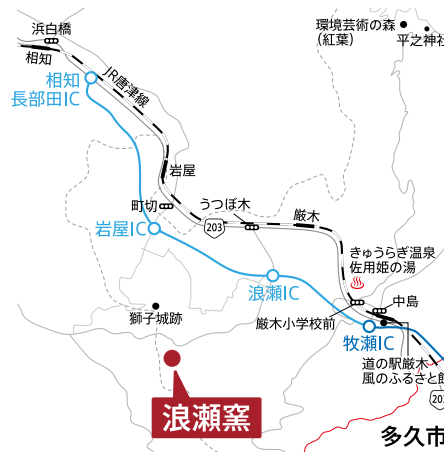 浜白橋
相知
環境芸術の森
(紅葉)
平之神社
相知
長部田IC
JR唐津線
岩屋
町切
うつぼ木
203
厳木
岩屋IC
きゅうらぎ温泉
佐用姫の湯
浪瀬IC
中島
獅子城跡
厳木小学校前
牧瀬IC
道の駅厳木
風のふるさと館
浪瀬窯
203
多久市